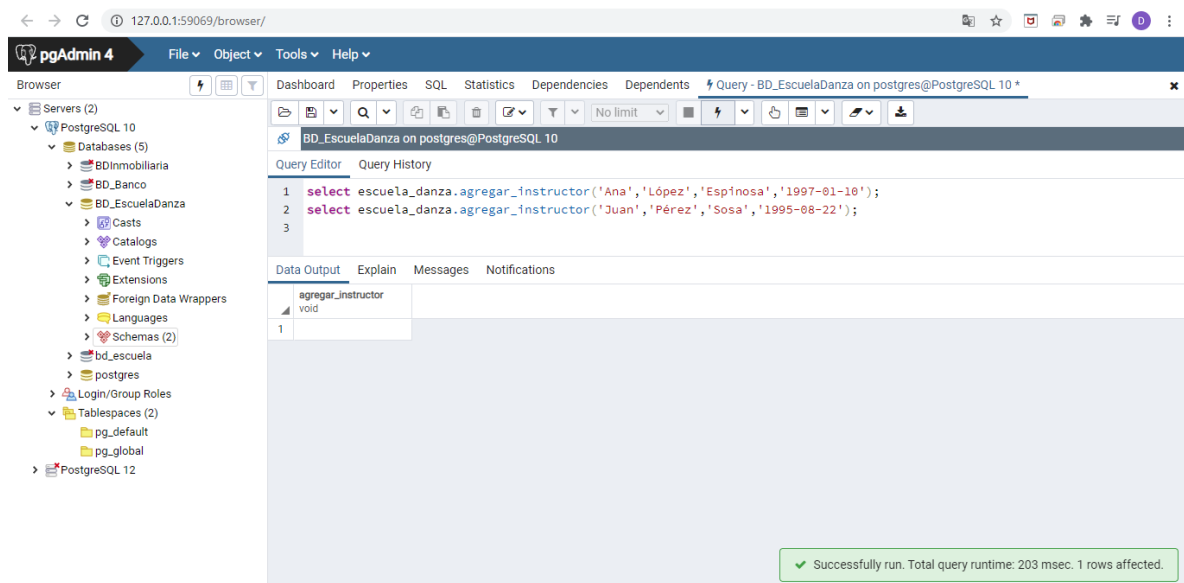 127.0.0.1:59069/browser/
D
pgAdmin 4 File Object Tools Help
Browser
Dashboard Properties SQL Statistics Dependencies Dependents Query - BD_EscuelaDanza on postgres@PostgreSQL 10 *
Servers (2)
PostgreSQL 10
Databases (5)
BDInmobiliaria
BD_Banco
BD_EscuelaDanza
Casts
Catalogs
Event Triggers
Extensions
Foreign Data Wrappers
Languages
Schemas (2)
bd_escuela
postgres
Login/Group Roles
Tablespaces (2)
pg_default
pg_global
PostgreSQL 12
No limit
BD_EscuelaDanza on postgres@PostgreSQL 10
Query Editor Query History
1 select escuela_danza.agregar_instructor('Ana','López','Espinosa','1997-01-10');
2 select escuela_danza.agregar_instructor('Juan','Pérez','Sosa','1995-08-22');
3
Data Output Explain Messages Notifications
agregar_instructor
void
1
Successfully run. Total query runtime: 203 msec. 1 rows affected.